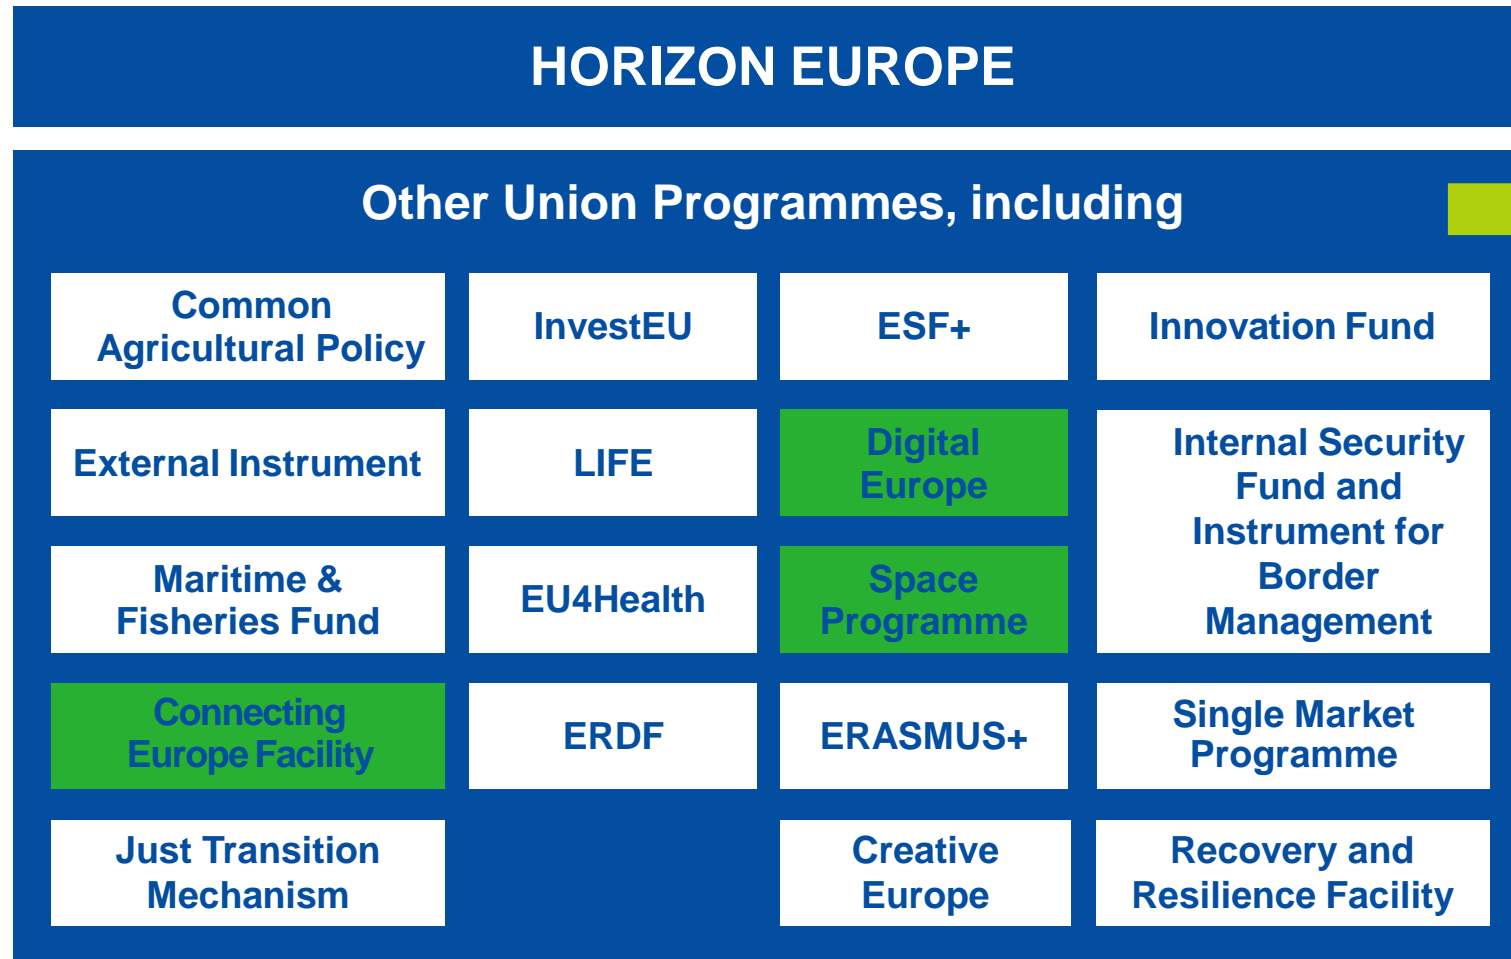 HORIZON EUROPE
Other Union Programmes, including
Common
Agricultural Policy
InvestEU
ESF+
Innovation Fund
External Instrument
LIFE
Digital
Europe
Internal Security
Fund and
Instrument for
Border
Management
Maritime &
Fisheries Fund
EU4Health
Space
Programme
Connecting
Europe Facility
ERDF
ERASMUS+
Single Market
Programme
Just Transition
Mechanism
Creative
Europe
Recovery and
Resilience Facility